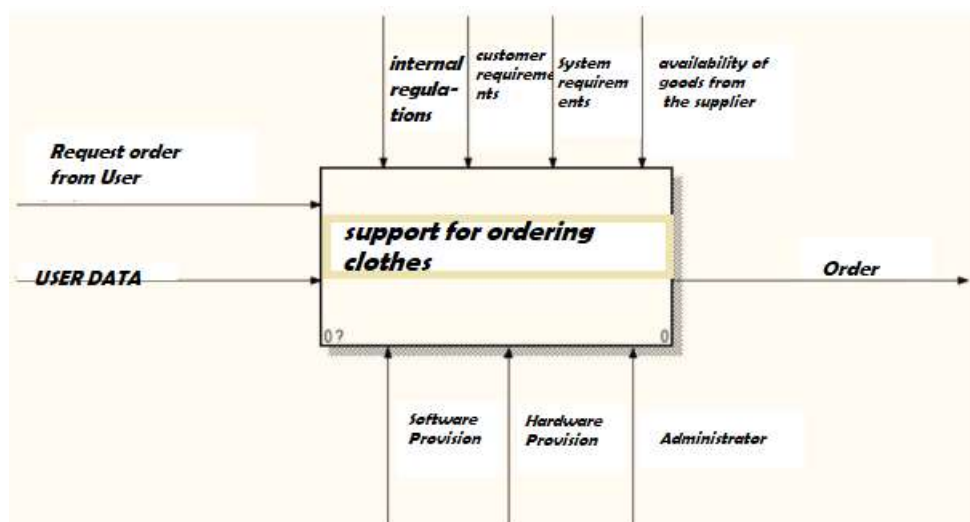 internal
regula-
tions
customer
requireme
nts
System
requirem
ents
availability of
goods from
the supplier
Request order
from User
support for ordering
clothes
USER DATA
Order
0 ?
0
Software
Provision
Hardware
Provision
Administrator